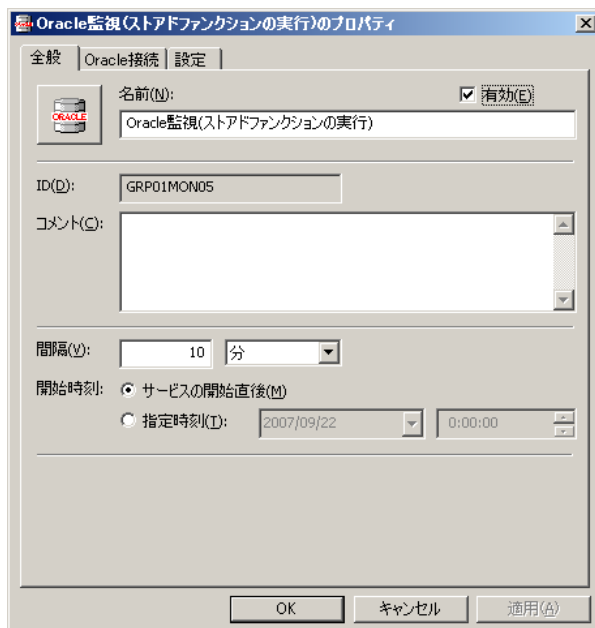 Oracle監視(ストアドファンクションの実行)のプロパティ
全般 Oracle接続 設定
名前(N): 有効(E)
ORACLE
Oracle監視(ストアドファンクションの実行)
ID(D): GRP01MON05
コメント(C):
間隔(V): 10 分
開始時刻: サービスの開始直後(M)
指定時刻(T): 2007/09/22 0:00:00
OK キャンセル 適用(A)